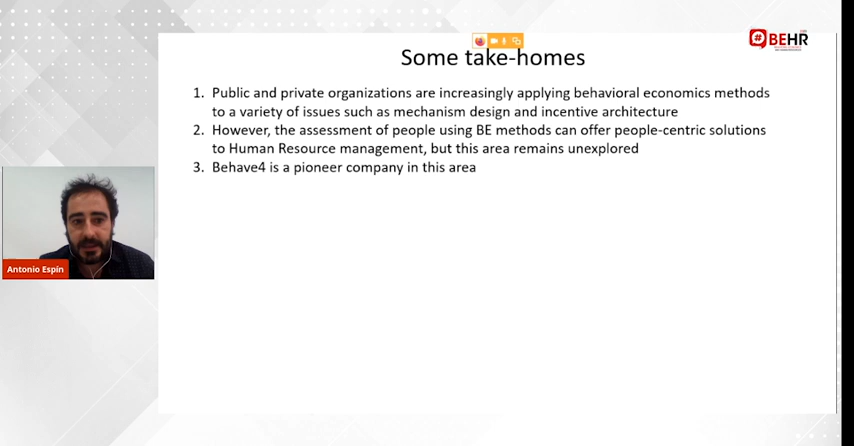 #BEHR
Some take-homes
1. Public and private organizations are increasingly applying behavioral economics methods
to a variety of issues such as mechanism design and incentive architecture
2. However, the assessment of people using BE methods can offer people-centric solutions
to Human Resource management, but this area remains unexplored
3. Behave4 is a pioneer company in this area
Antonio Espín